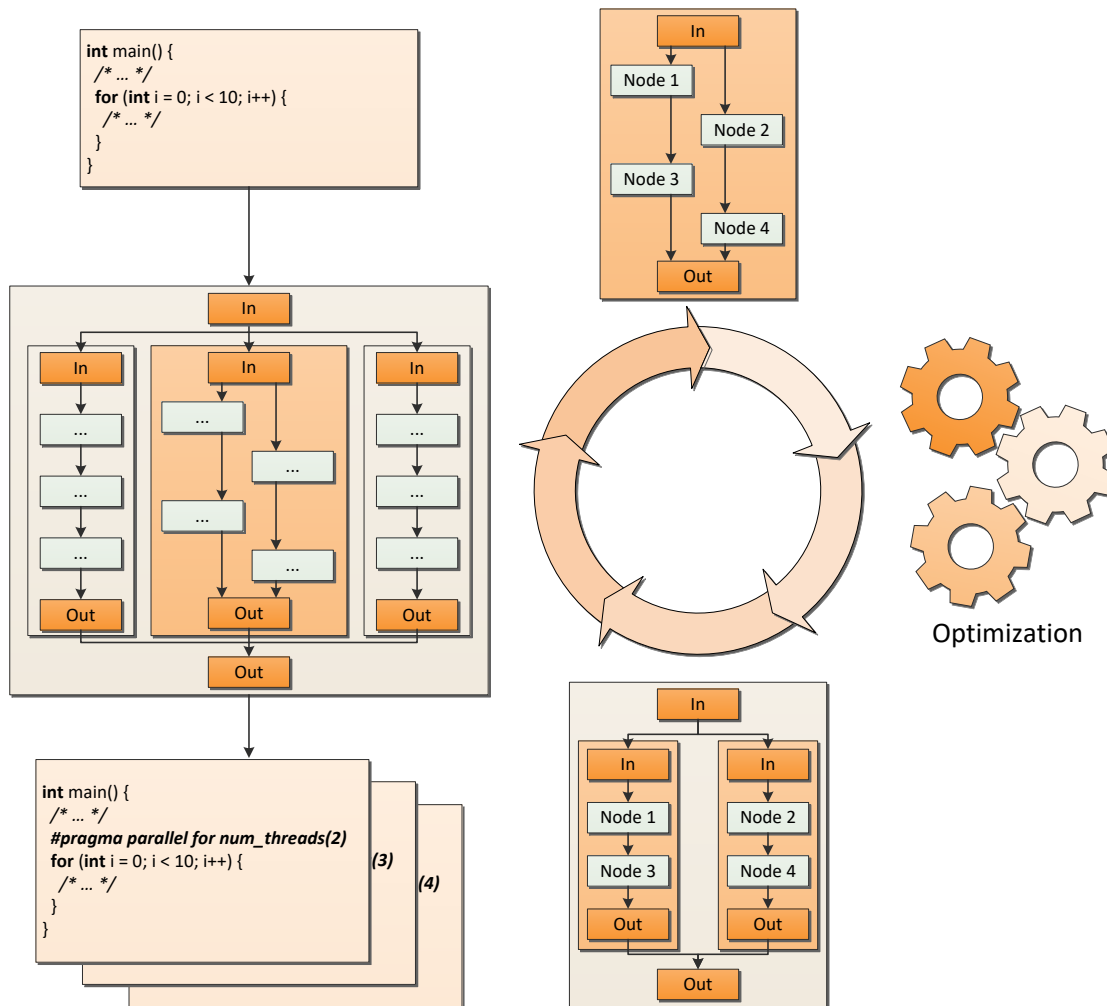 int main() {
/* ... */
for (int i = 0; i < 10; i++) {
/* ... */
}
}
In
In
In
In
...
...
...
...
...
...
...
...
...
...
Out
Out
Out
Out
int main() {
/* ... */
#pragma parallel for num_threads(2)
for (int i = 0; i < 10; i++) {
/* ... */
}
}
(3)
(4)
In
Node 1
Node 2
Node 3
Node 4
Out
Optimization
In
In
In
Node 1
Node 2
Node 3
Node 4
Out
Out
Out